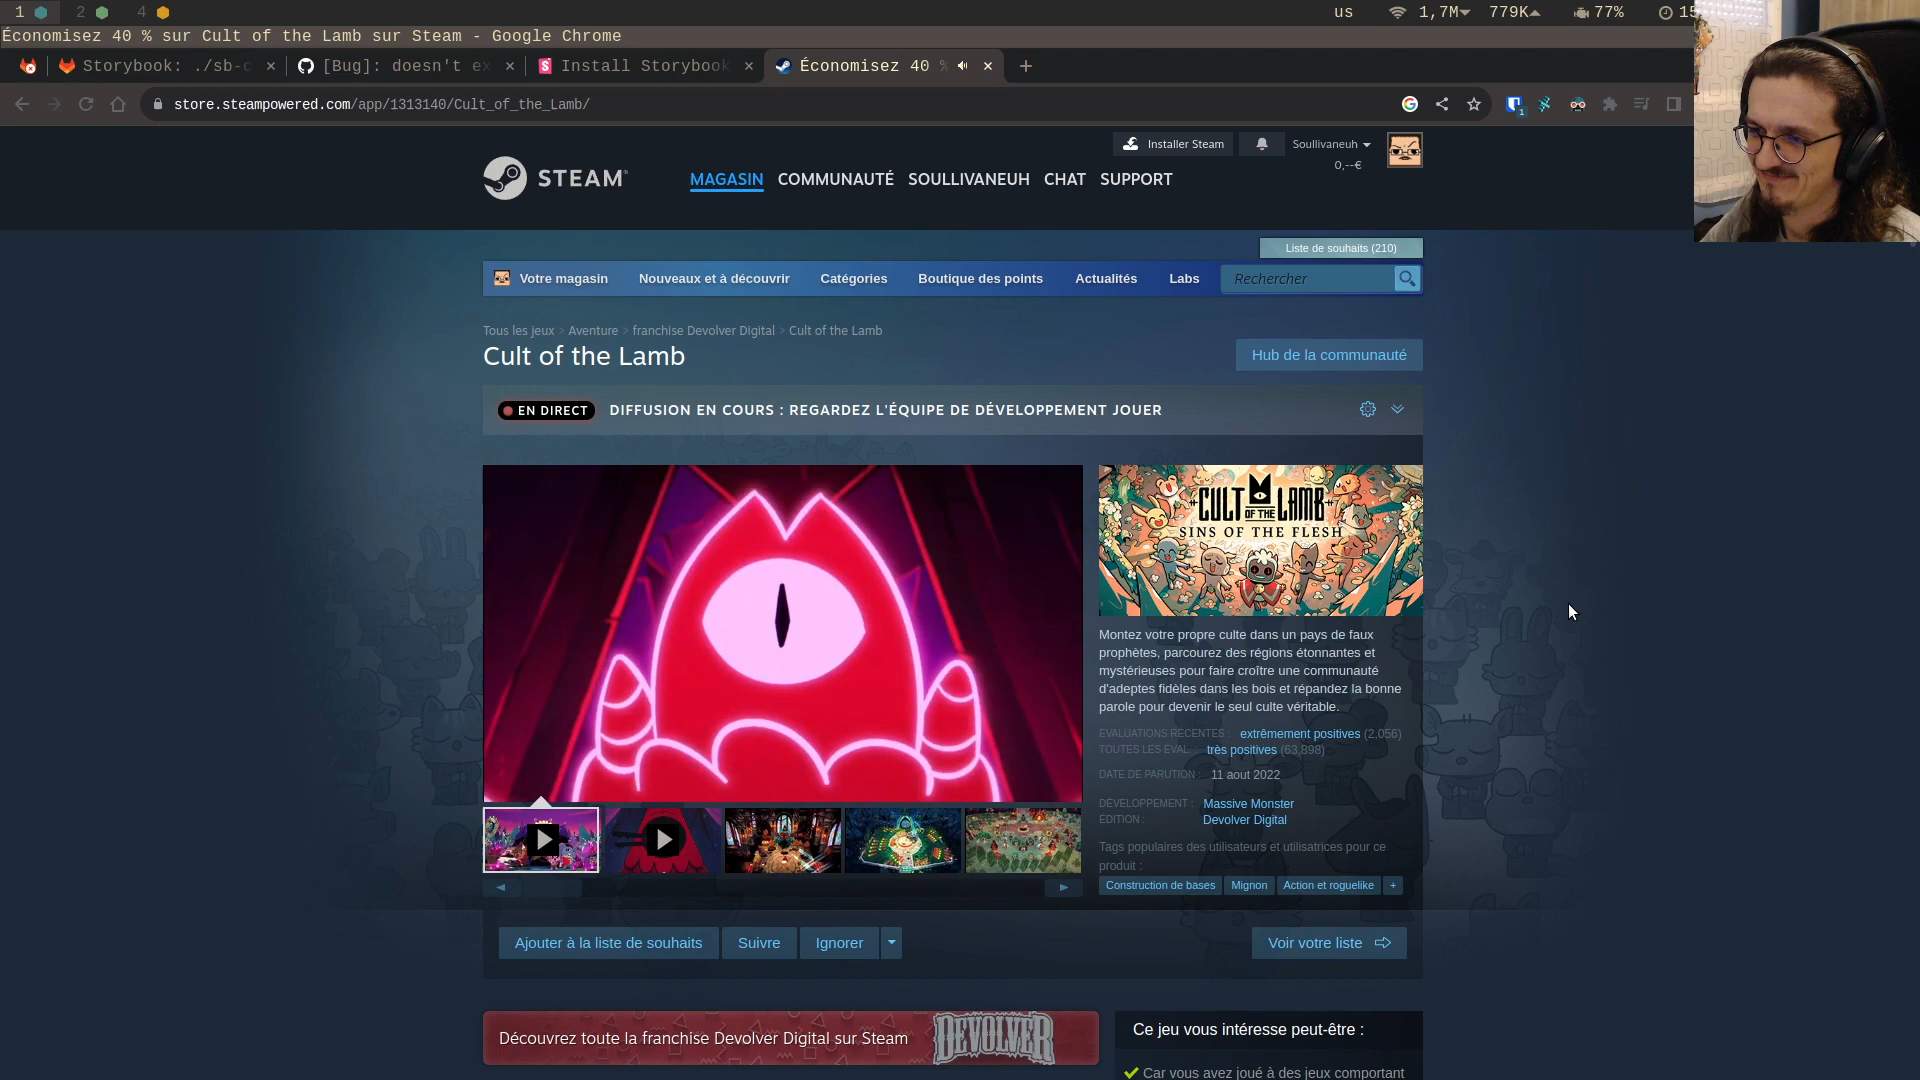 1 2 4 us 1,7M 779K 77% 15
Économisez 40 % sur Cult of the Lamb sur Steam - Google Chrome
Storybook: ./sb-c [Bug]: doesn't ex Install Storybook Économisez 40 %
store.steampowered.com/app/1313140/Cult_of_the_Lamb/
1
Installer Steam Soullivaneuh
0,--€
STEAM MAGASIN COMMUNAUTÉ SOULLIVANEUH CHAT SUPPORT
Liste de souhaits (210)
Votre magasin Nouveaux et à découvrir Catégories Boutique des points Actualités Labs Rechercher
Tous les jeux > Aventure > franchise Devolver Digital > Cult of the Lamb
Cult of the Lamb
Hub de la communauté
EN DIRECT DIFFUSION EN COURS : REGARDEZ L'ÉQUIPE DE DÉVELOPPEMENT JOUER
CULT OF THE LAMB
SINS OF THE FLESH
Montez votre propre culte dans un pays de faux
prophètes, parcourez des régions étonnantes et
mystérieuses pour faire croître une communauté
d'adeptes fidèles dans les bois et répandez la bonne
parole pour devenir le seul culte véritable.
ÉVALUATIONS RÉCENTES : extrêmement positives (2,056)
TOUTES LES ÉVAL. : très positives (63,898)
DATE DE PARUTION : 11 aout 2022
DÉVELOPPEMENT : Massive Monster
ÉDITION : Devolver Digital
Tags populaires des utilisateurs et utilisatrices pour ce
produit :
Construction de bases Mignon Action et roguelike +
Ajouter à la liste de souhaits Suivre Ignorer Voir votre liste
Découvrez toute la franchise Devolver Digital sur Steam DEVOLVER
Ce jeu vous intéresse peut-être :
Car vous avez joué à des jeux comportant